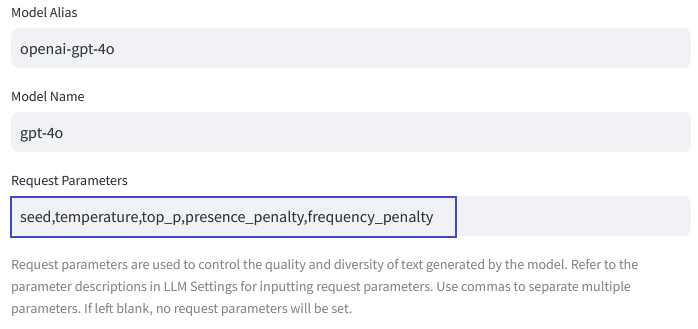 Model Alias
openai-gpt-4o
Model Name
gpt-4o
Request Parameters
seed,temperature,top_p,presence_penalty,frequency_penalty
Request parameters are used to control the quality and diversity of text generated by the model. Refer to the
parameter descriptions in LLM Settings for inputting request parameters. Use commas to separate multiple
parameters. If left blank, no request parameters will be set.